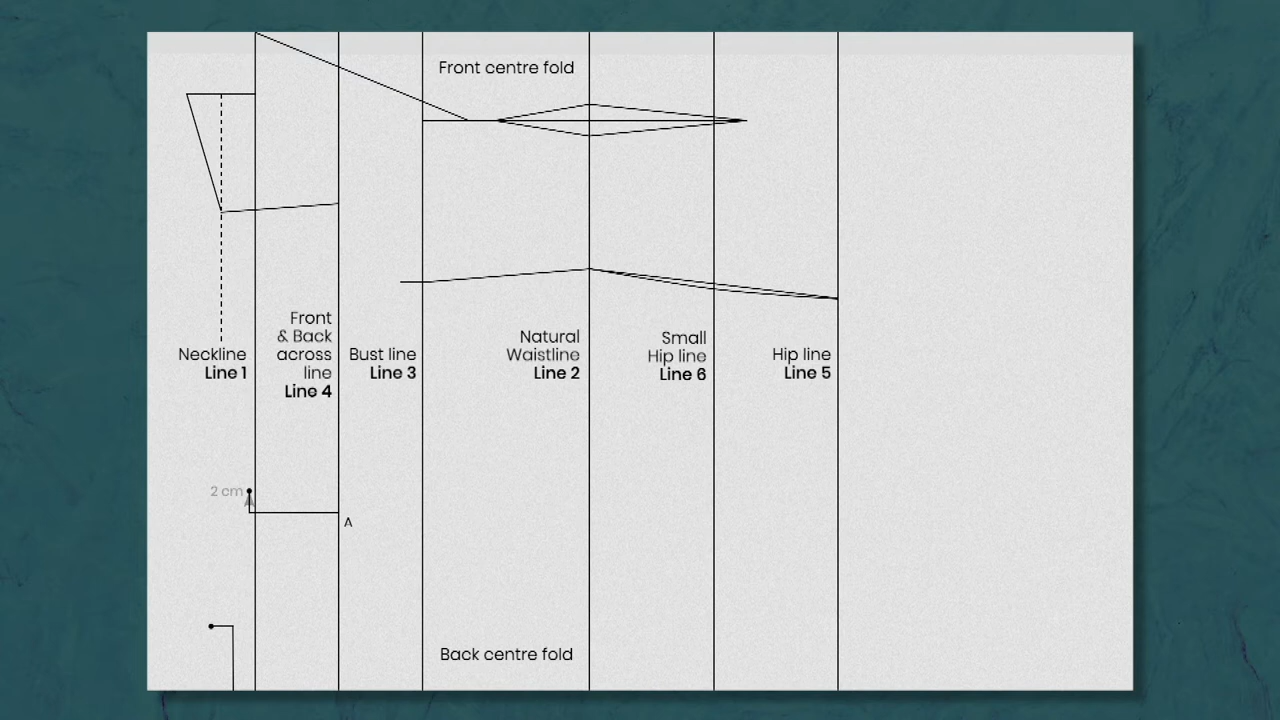 Front centre fold
Neckline
Line 1
Front
& Back
across
line
Line 4
Bust line
Line 3
Natural
Waistline
Line 2
Small
Hip line
Line 6
Hip line
Line 5
2 cm
A
Back centre fold